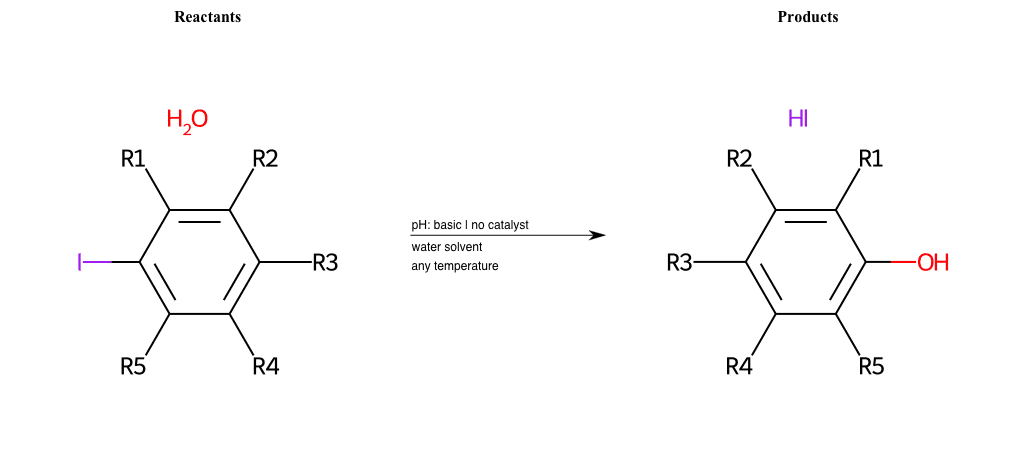 Reactants
Products
H2O
HI
R1
R2
R2
R1
pH: basic | no catalyst
water solvent
any temperature
I
R3
R3
OH
R5
R4
R4
R5